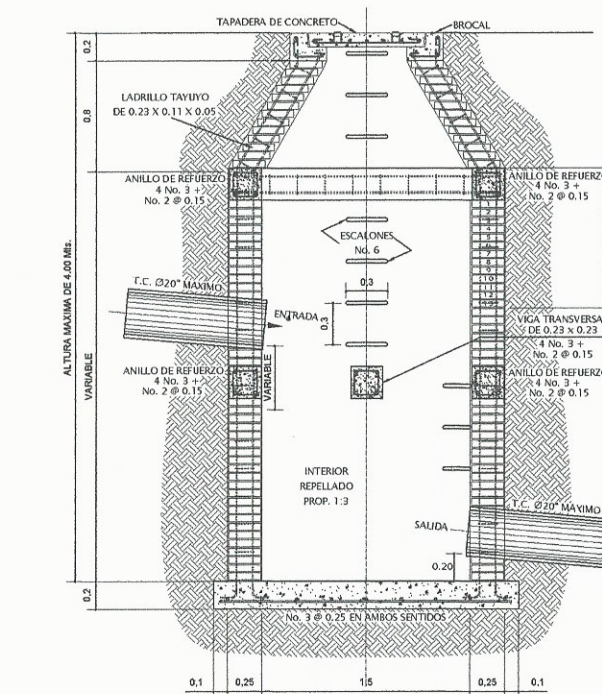 TAPADERA DE CONCRETO
BROCAL
0,2
LADRILLO TAYUYO
DE 0.23 X 0.11 X 0.05
0,8
ANILLO DE REFUERZO
4 No. 3 +
No. 2 @ 0.15
ANILLO DE REFUERZO
4 No. 3 +
No. 2 @ 0.15
ESCALONES
No. 6
0,3
T.C. Ø20" MAXIMO
ENTRADA
0,3
VIGA TRANSVERSA
DE 0.23 x 0.23
4 No. 3 +
No. 2 @ 0.15
ALTURA MAXIMA DE 4.00 Mts.
VARIABLE
VARIABLE
ANILLO DE REFUERZO
4 No. 3 +
No. 2 @ 0.15
ANILLO DE REFUERZO
4 No. 3 +
No. 2 @ 0.15
INTERIOR
REPELLADO
PROP. 1:3
T.C. Ø20" MAXIMO
SALIDA
0.20
0,2
No. 3 @ 0.25 EN AMBOS SENTIDOS
0,1 0,25 1,5 0,25 0,1